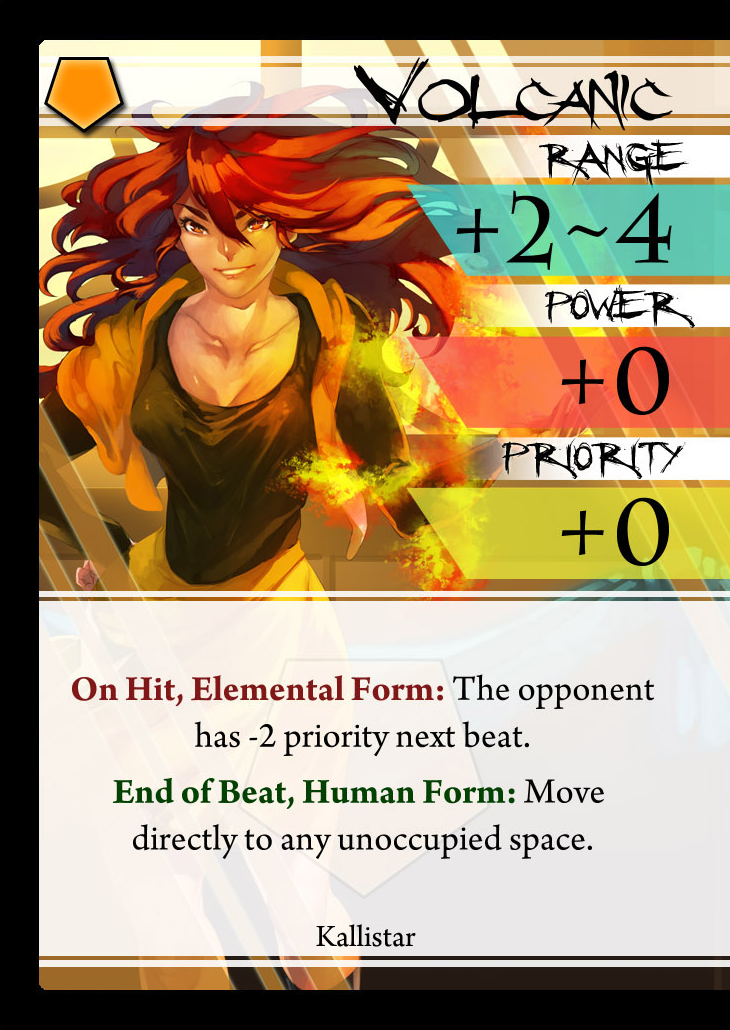 VOLCANIC
RANGE
+2~4
POWER
+0
PRIORITY
+0
On Hit, Elemental Form: The opponent
has -2 priority next beat.
End of Beat, Human Form: Move
directly to any unoccupied space.
Kallistar